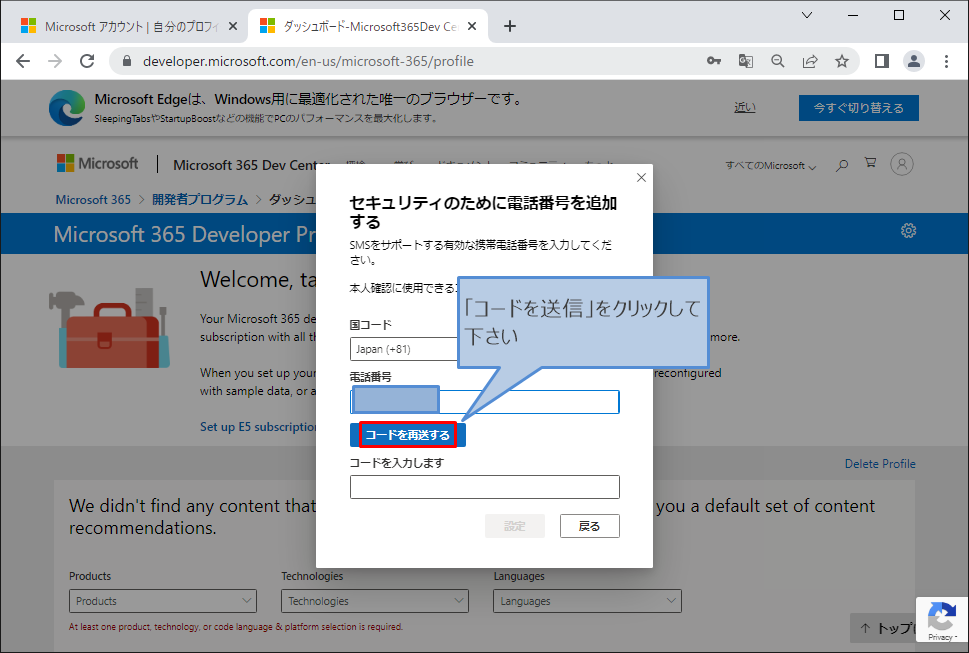 Microsoft アカウント | 自分のプロフィ
ダッシュボード-Microsoft365Dev Ce
developer.microsoft.com/en-us/microsoft-365/profile
Microsoft Edgeは、Windows用に最適化された唯一のブラウザーです。
SleepingTabsやStartupBoostなどの機能でPCのパフォーマンスを最大化します。
近い
今すぐ切り替える
Microsoft
Microsoft 365 Dev Center
すべてのMicrosoft
Microsoft 365 > 開発者プログラム > ダッシュ
Microsoft 365 Developer Pr
Welcome, ta
Your Microsoft 365 de
subscription with all th
more.
When you set up your
reconfigured
with sample data, or a
Set up E5 subscription
セキュリティのために電話番号を追加
する
SMSをサポートする有効な携帯電話番号を入力してくだ
さい。
本人確認に使用できるコ
「コードを送信」をクリックして
下さい
国コード
Japan (+81)
電話番号
コードを再送する
コードを入力します
設定
戻る
Delete Profile
We didn't find any content that
you a default set of content
recommendations.
Products
Technologies
Languages
Products
Technologies
Languages
At least one product, technology, or code language & platform selection is required.
↑ トップ
Privacy -